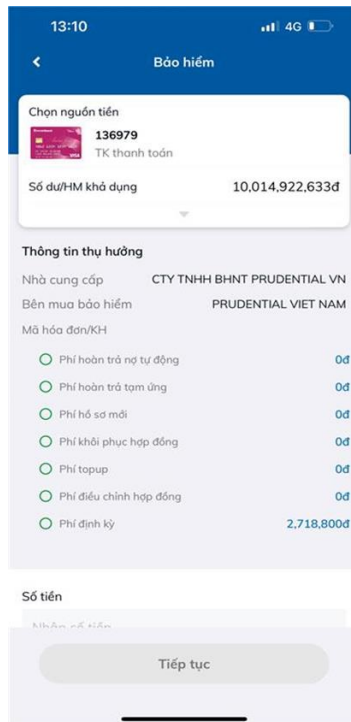 13:10
4G
Bảo hiểm
Chọn nguồn tiền
136979
TK thanh toán
VISA
Số dư/HM khả dụng 10,014,922,633đ
Thông tin thụ hưởng
Nhà cung cấp CTY TNHH BHNT PRUDENTIAL VN
Bên mua bảo hiểm PRUDENTIAL VIET NAM
Mã hóa đơn/KH
Phí hoàn trả nợ tự động 0đ
Phí hoàn trả tạm ứng 0đ
Phí hồ sơ mới 0đ
Phí khôi phục hợp đồng 0đ
Phí topup 0đ
Phí điều chỉnh hợp đồng 0đ
Phí định kỳ 2,718,800đ
Số tiền
Nhập số tiền
Tiếp tục